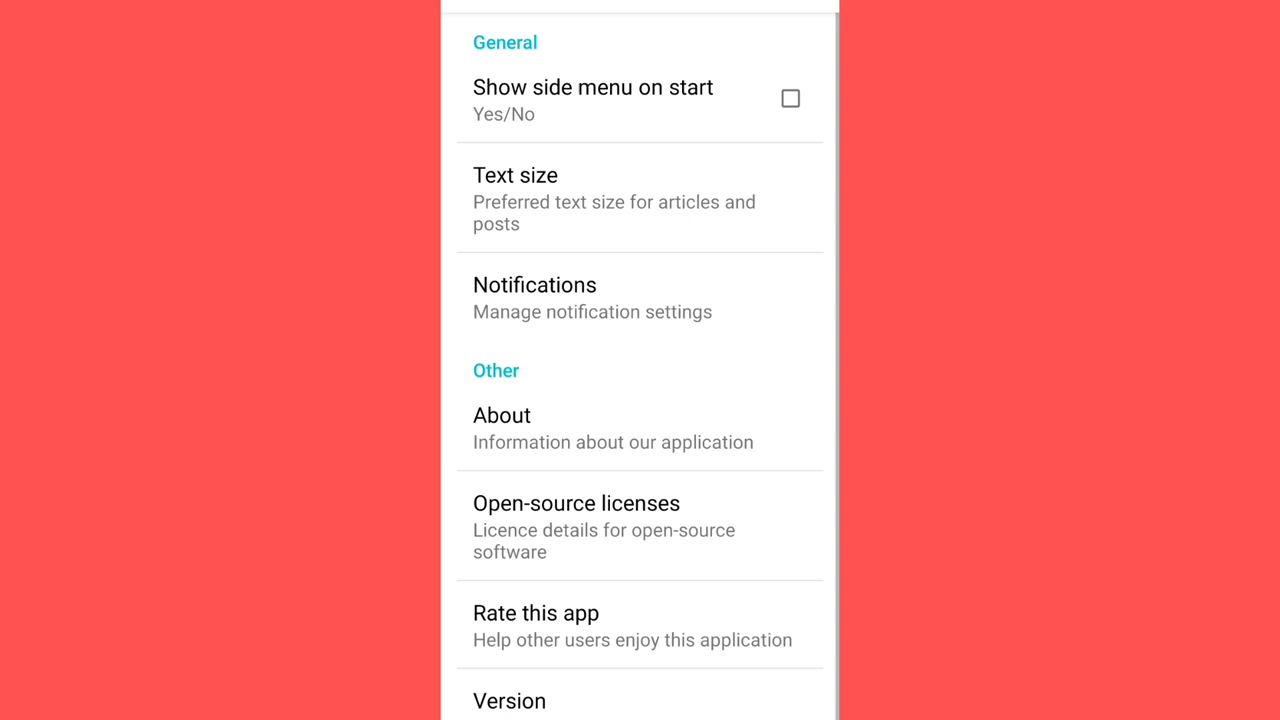 General
Show side menu on start
Yes/No
Text size
Preferred text size for articles and
posts
Notifications
Manage notification settings
Other
About
Information about our application
Open-source licenses
Licence details for open-source
software
Rate this app
Help other users enjoy this application
Version